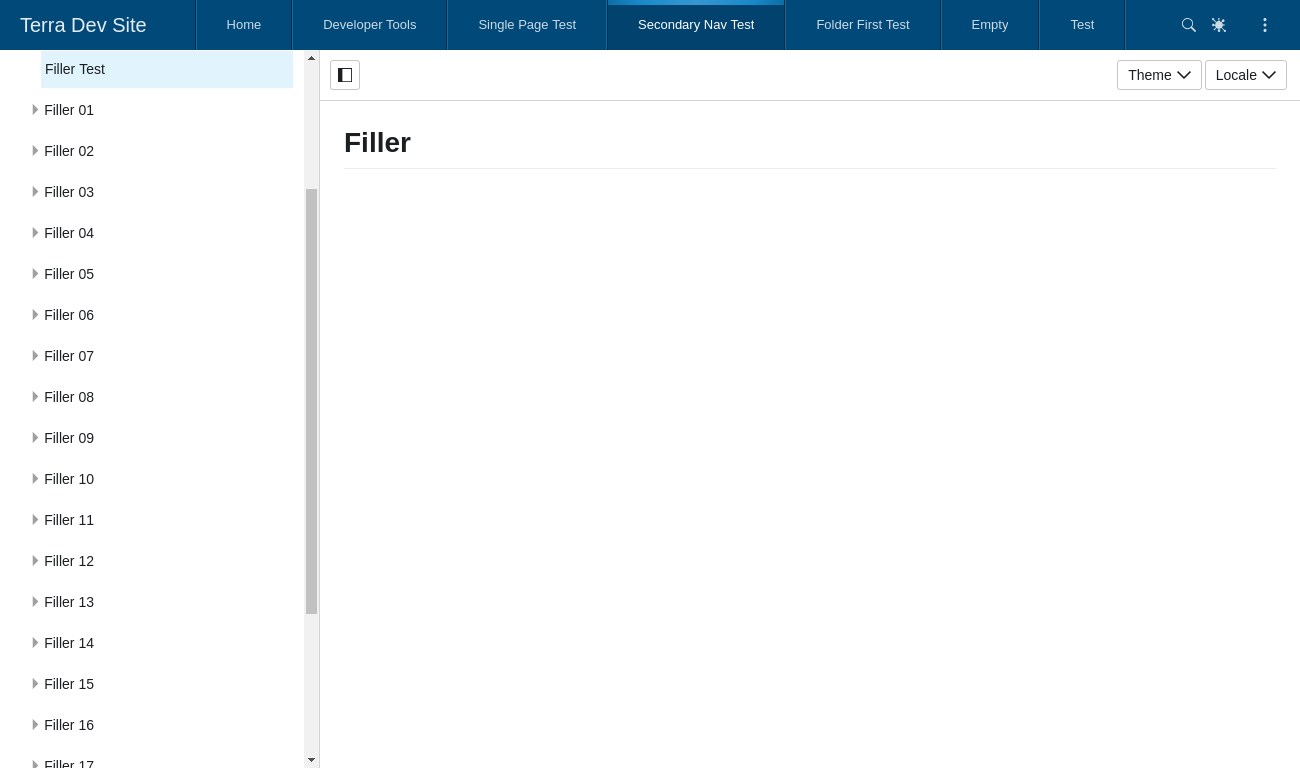 Terra Dev Site
Home
Developer Tools
Single Page Test
Secondary Nav Test
Folder First Test
Empty
Test
Filler Test
Filler 01
Filler 02
Filler 03
Filler 04
Filler 05
Filler 06
Filler 07
Filler 08
Filler 09
Filler 10
Filler 11
Filler 12
Filler 13
Filler 14
Filler 15
Filler 16
Filler 17
Theme
Locale
Filler